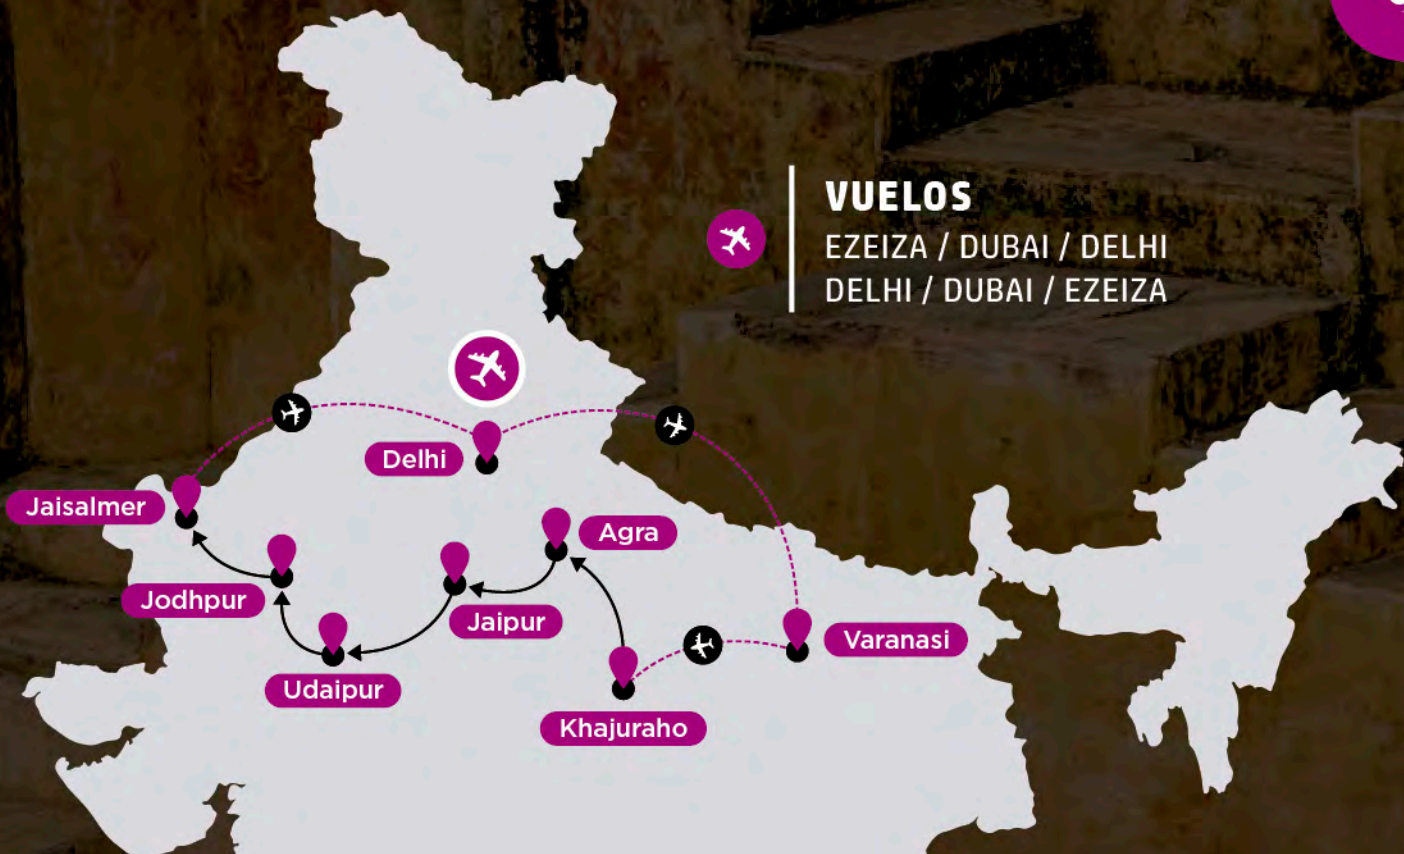 VUELOS
EZEIZA / DUBAI / DELHI
DELHI / DUBAI / EZEIZA
Delhi
Jaisalmer
Agra
Jodhpur
Jaipur
Varanasi
Udaipur
Khajuraho